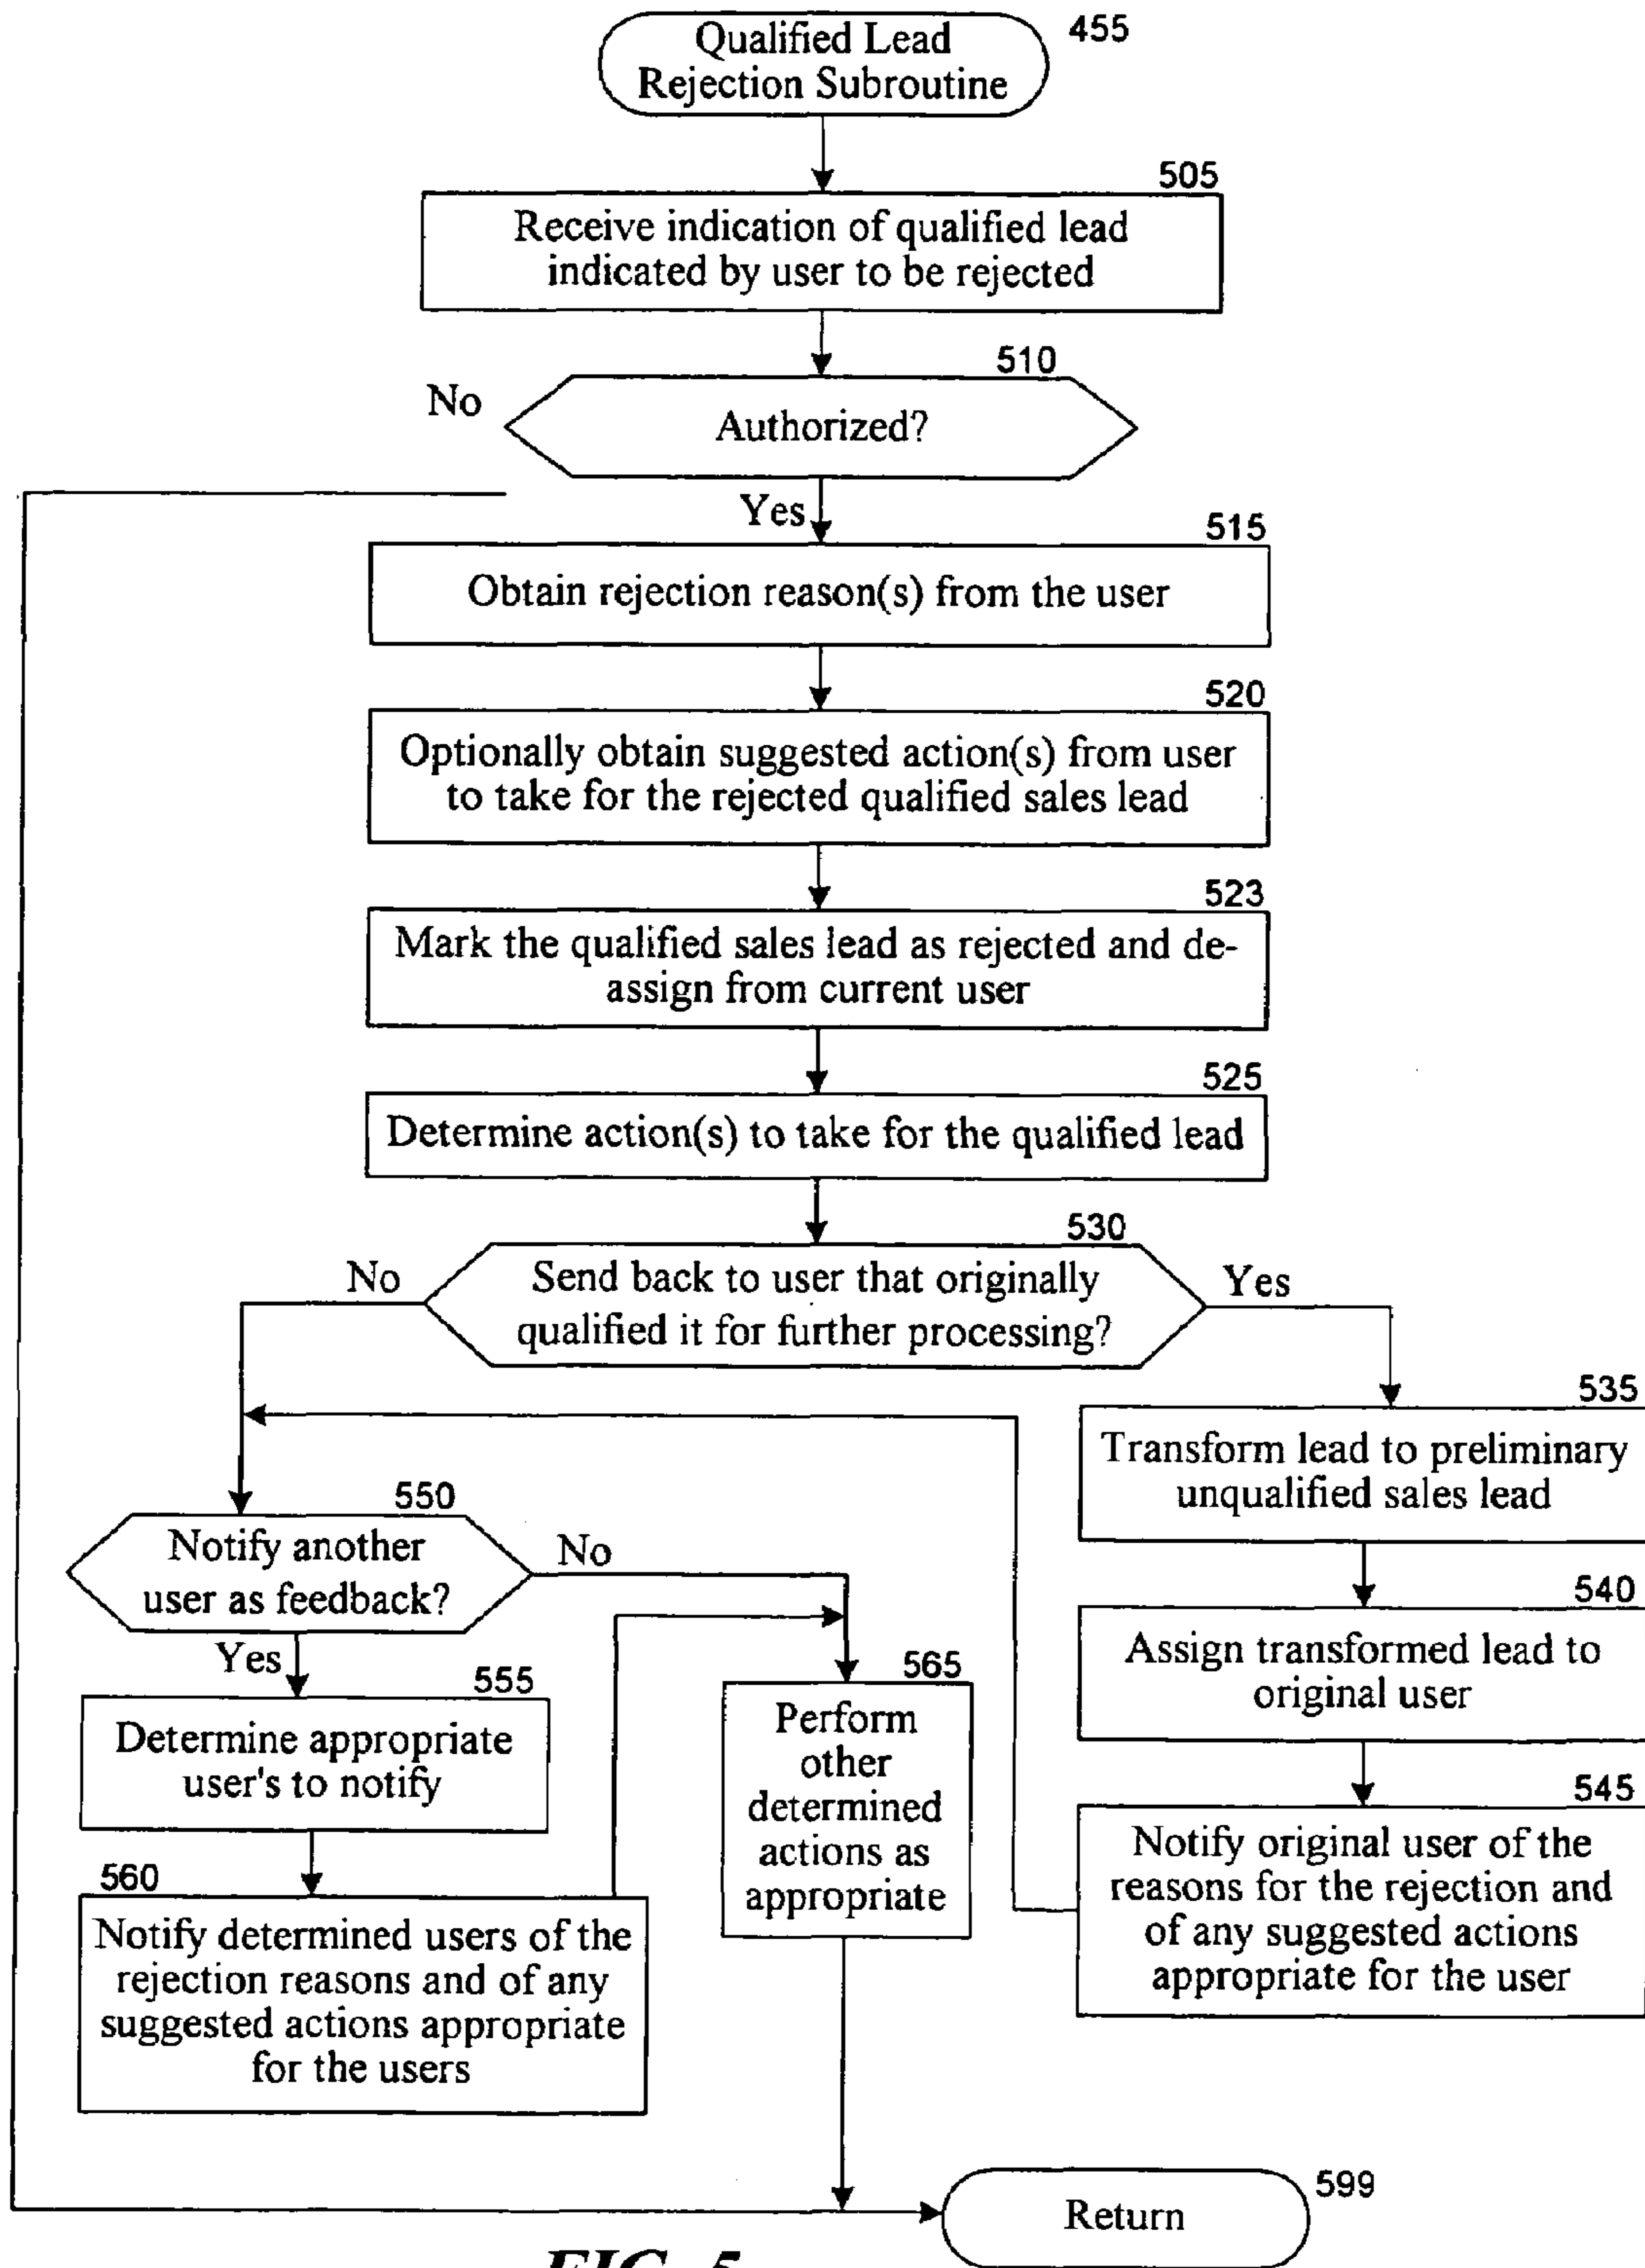 Qualified Lead
Rejection Subroutine
455
505
Receive indication of qualified lead
indicated by user to be rejected
510
No
Authorized?
Yes
515
Obtain rejection reason(s) from the user
520
Optionally obtain suggested action(s) from user
to take for the rejected qualified sales lead
523
Mark the qualified sales lead as rejected and de-
assign from current user
525
Determine action(s) to take for the qualified lead
530
No
Send back to user that originally
qualified it for further processing?
Yes
535
Transform lead to preliminary
unqualified sales lead
540
Assign transformed lead to
original user
545
Notify original user of the
reasons for the rejection and
of any suggested actions
appropriate for the user
550
Notify another
user as feedback?
No
Yes
555
Determine appropriate
user's to notify
560
Notify determined users of the
rejection reasons and of any
suggested actions appropriate
for the users
565
Perform
other
determined
actions as
appropriate
599
Return
FIG. 5